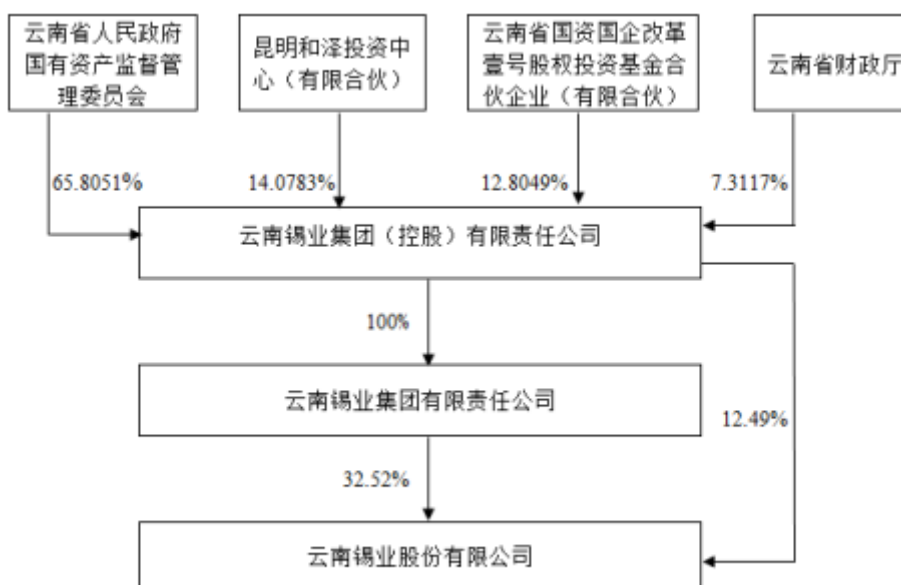 云南省人民政府
国有资产监督管
理委员会
昆明和泽投资中
心（有限合伙）
云南省国资国企改革
壹号股权投资基金合
伙企业（有限合伙）
云南省财政厅
65.8051%
14.0783%
12.8049%
7.3117%
云南锡业集团（控股）有限责任公司
100%
云南锡业集团有限责任公司
12.49%
32.52%
云南锡业股份有限公司